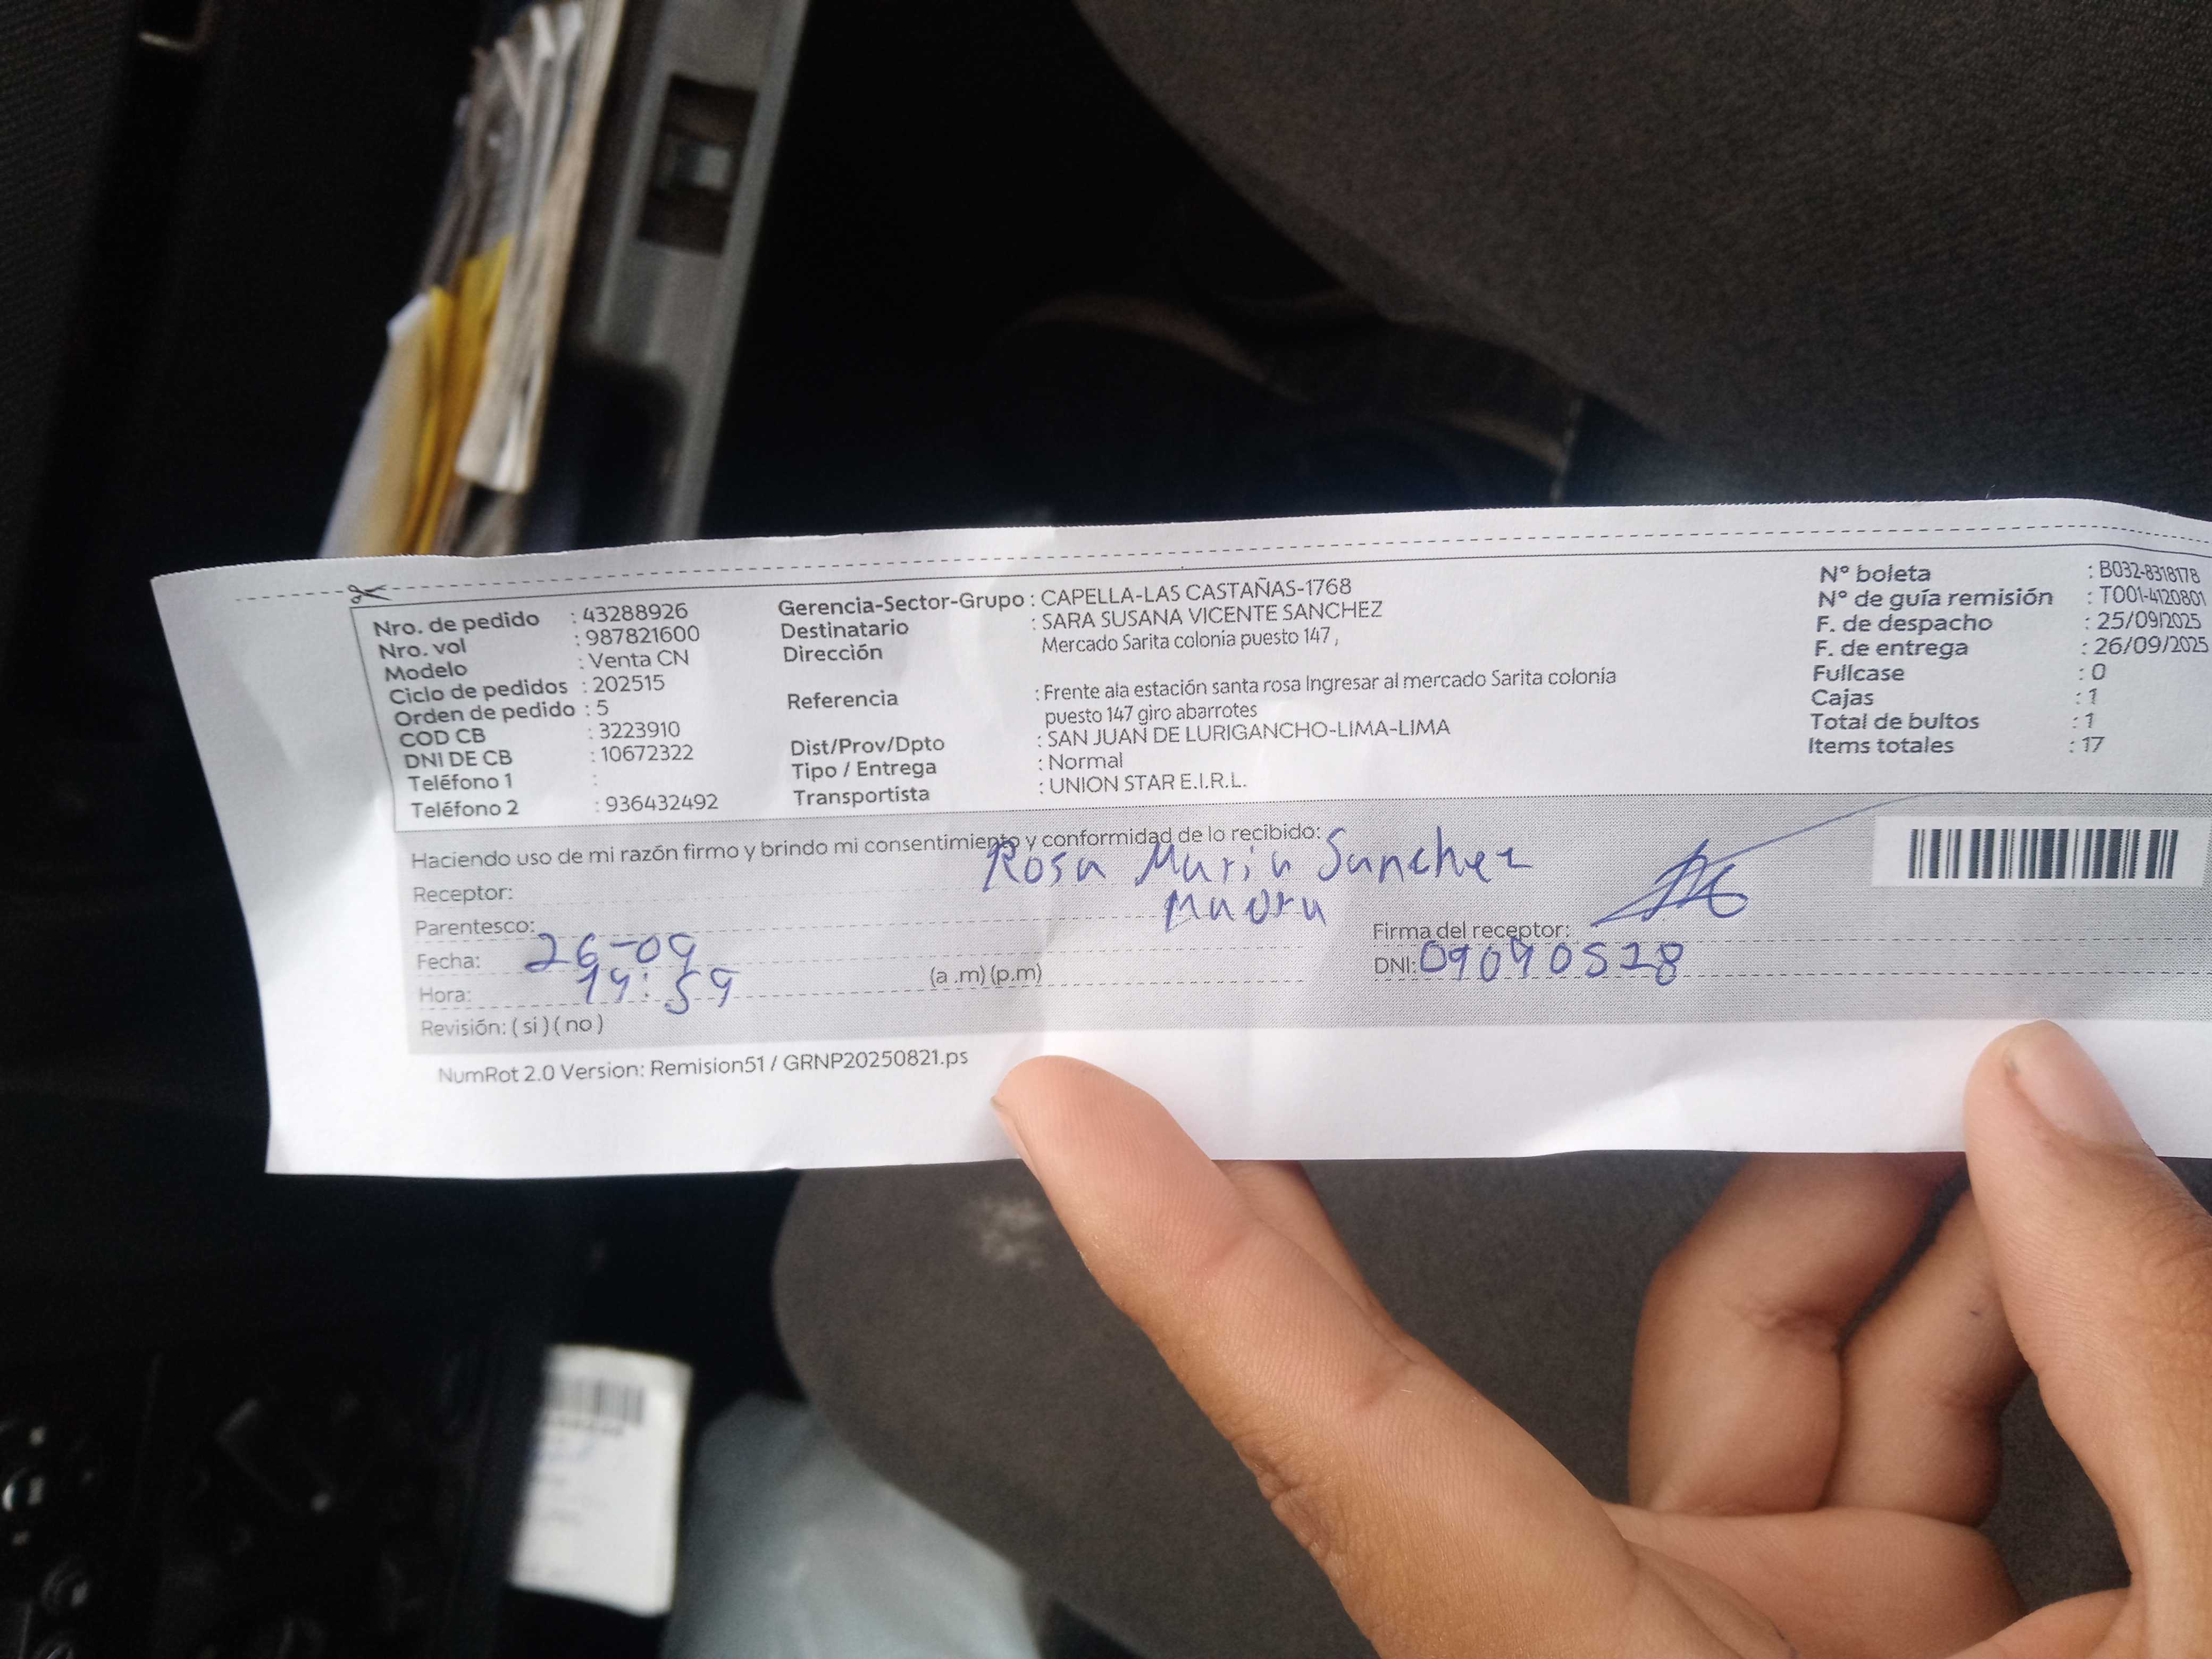 Nro. de pedido : 43288926
Nro. vol : 987821600
Modelo : Venta CN
Ciclo de pedidos : 202515
Orden de pedido : 5
COD CB : 3223910
DNI DE CB : 10672322
Teléfono 1 :
Teléfono 2 : 936432492
Gerencia-Sector-Grupo : CAPELLA-LAS CASTAÑAS-1768
Destinatario : SARA SUSANA VICENTE SANCHEZ
Dirección Mercado Sarita colonia puesto 147 ,
Referencia : Frente ala estación santa rosa Ingresar al mercado Sarita colonia
puesto 147 giro abarrotes
Dist/Prov/Dpto : SAN JUAN DE LURIGANCHO-LIMA-LIMA
Tipo / Entrega : Normal
Transportista : UNION STAR E.I.R.L.
N° boleta : B032-8318178
N° de guía remisión : T001-4120801
F. de despacho : 25/09/2025
F. de entrega : 26/09/2025
Fullcase : 0
Cajas : 1
Total de bultos : 1
Items totales : 17
Haciendo uso de mi razón firmo y brindo mi consentimiento y conformidad de lo recibido:
Receptor: Rosa Maria Sanchez
Parentesco: Madra
Firma del receptor:
Fecha: 26-09
DNI: 09090528
Hora: 14:59 (a .m) (p.m)
Revisión: ( si ) ( no )
NumRot 2.0 Version: Remision51 / GRNP20250821.ps